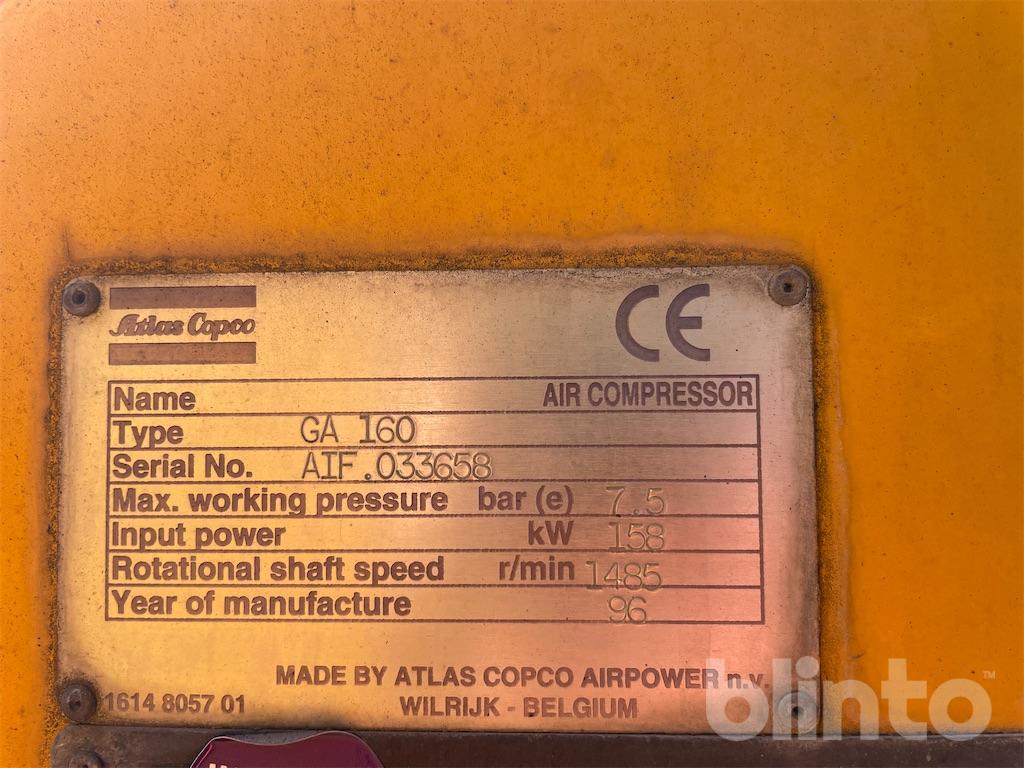 Atlas Copco
CE
Name AIR COMPRESSOR
Type GA 160
Serial No. AIF.033658
Max. working pressure bar (e) 7.5
Input power kW 158
Rotational shaft speed r/min 1485
Year of manufacture 96
MADE BY ATLAS COPCO AIRPOWER n.v.
1614 8057 01 WILRIJK - BELGIUM
blinto™